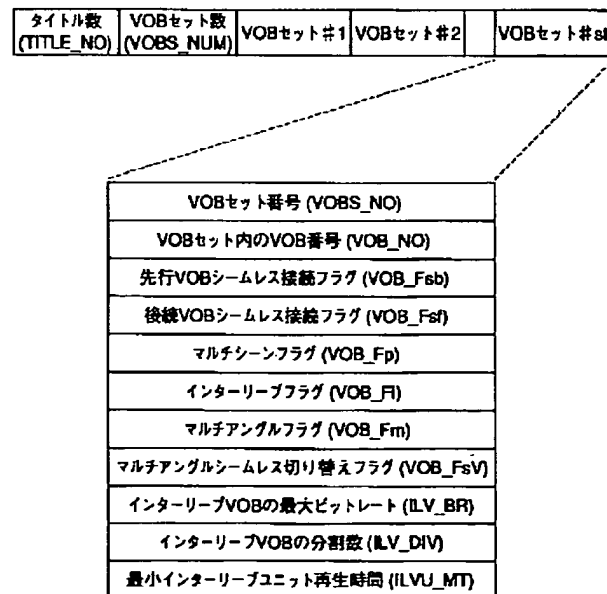 タイトル数
(TITLE_NO)
VOBセット数
(VOBS_NUM)
VOBセット#1
VOBセット#2
VOBセット#st
VOBセット番号 (VOBS_NO)
VOBセット内のVOB番号 (VOB_NO)
先行VOBシームレス接続フラグ (VOB_Fsb)
後続VOBシームレス接続フラグ (VOB_Fsf)
マルチシーンフラグ (VOB_Fp)
インターリーブフラグ (VOB_Fi)
マルチアングルフラグ (VOB_Fm)
マルチアングルシームレス切り替えフラグ (VOB_FsV)
インターリーブVOBの最大ビットレート (ILV_BR)
インターリーブVOBの分割数 (ILV_DIV)
最小インターリーブユニット再生時間 (ILVU_MT)